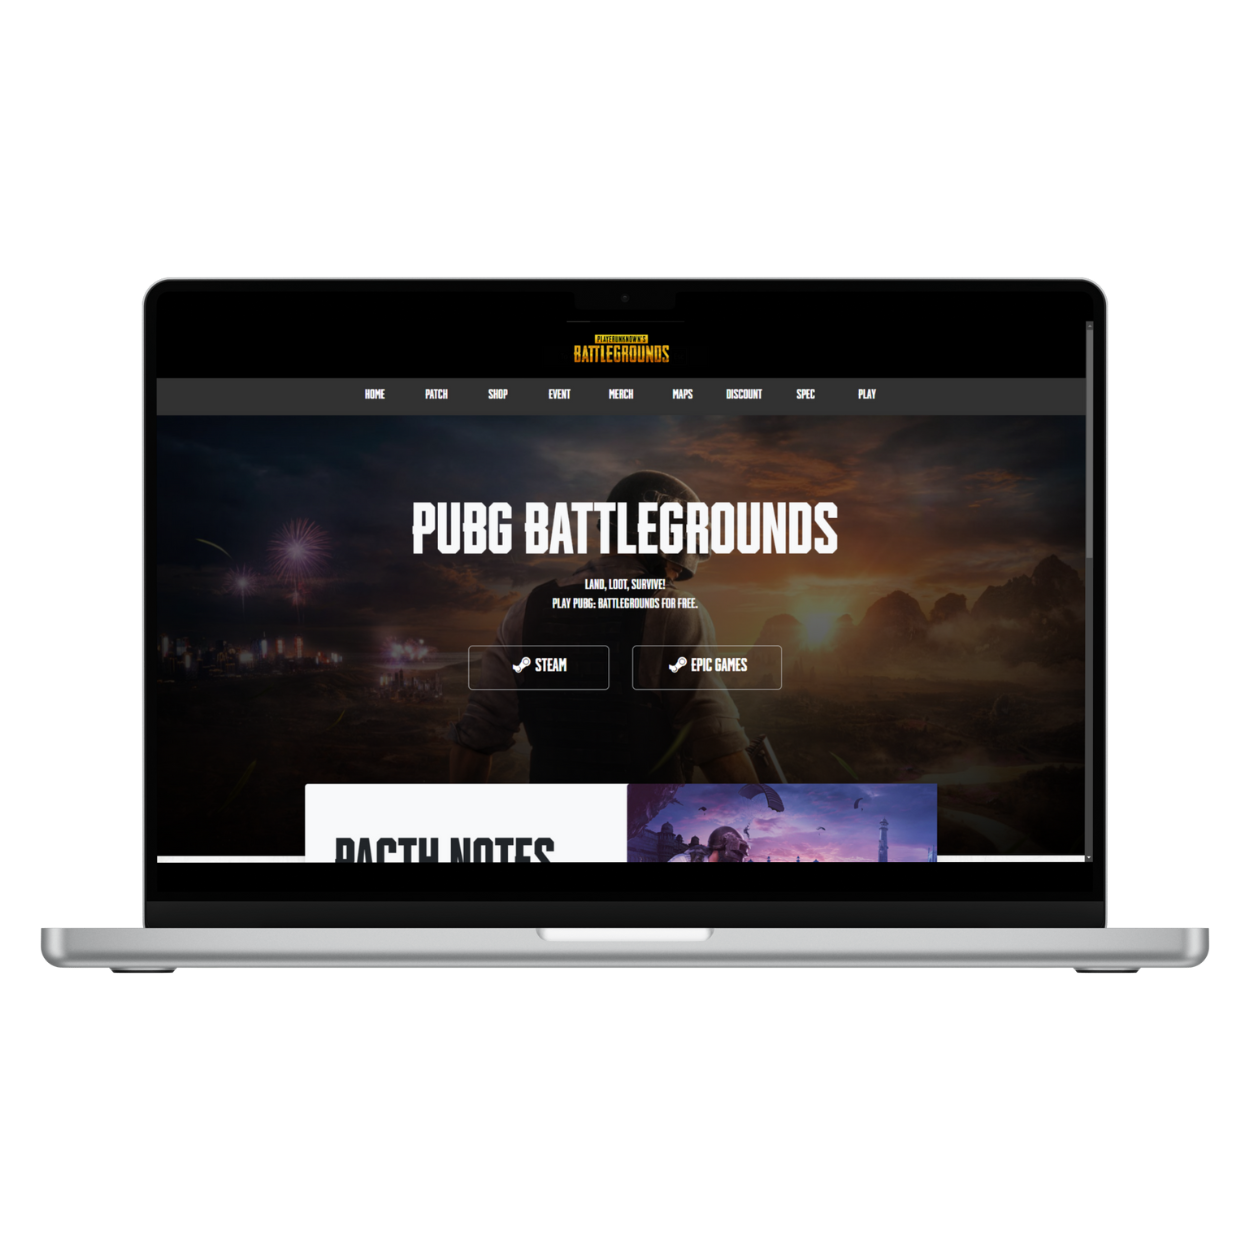 PLAYERUNKNOWN'S
BATTLEGROUNDS
HOME PATCH SHOP EVENT MERCH MAPS DISCOUNT SPEC PLAY
PUBG BATTLEGROUNDS
LAND, LOOT, SURVIVE!
PLAY PUBG: BATTLEGROUNDS FOR FREE.
STEAM EPIC GAMES
PACTH NOTES